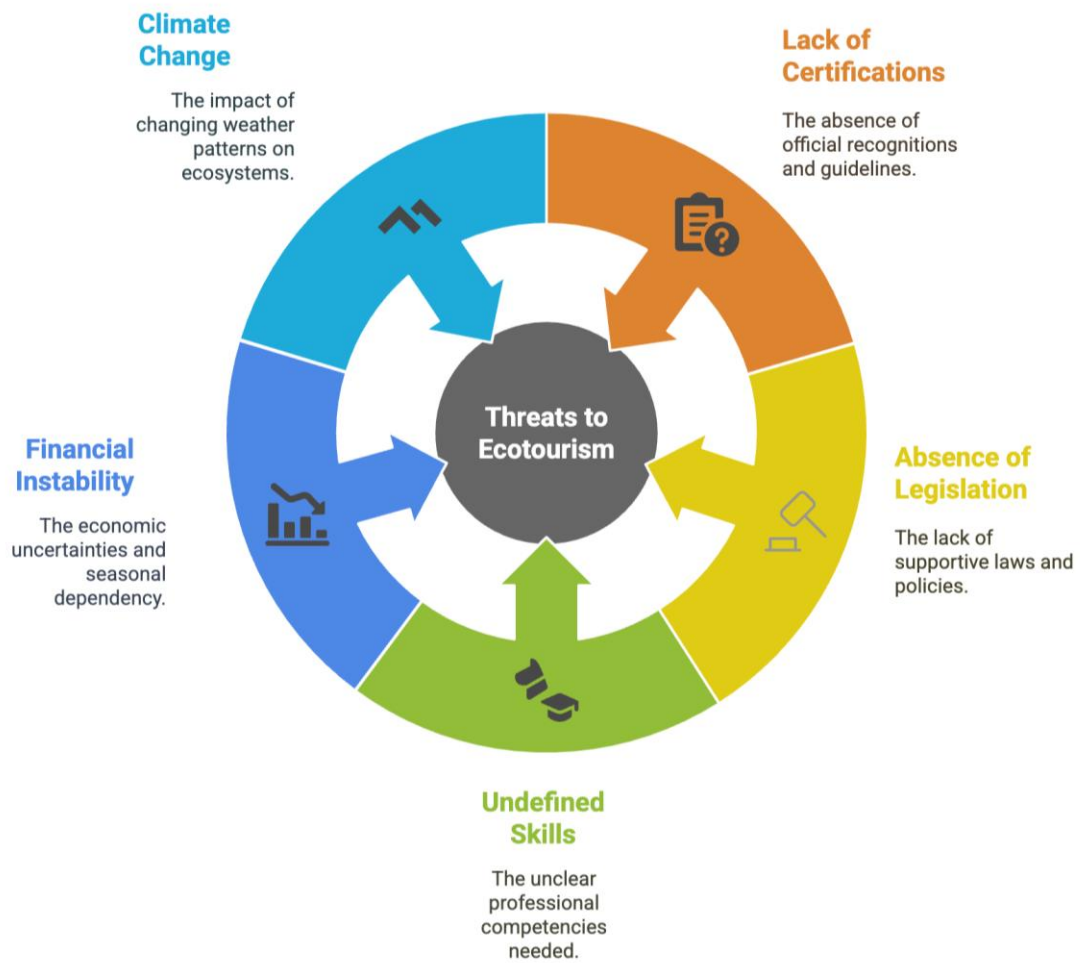 Climate
Change
The impact of
changing weather
patterns on
ecosystems.
Lack of
Certifications
The absence of
official recognitions
and guidelines.
Threats to
Ecotourism
Financial
Instability
The economic
uncertainties and
seasonal
dependency.
Absence of
Legislation
The lack of
supportive laws and
policies.
Undefined
Skills
The unclear
professional
competencies
needed.